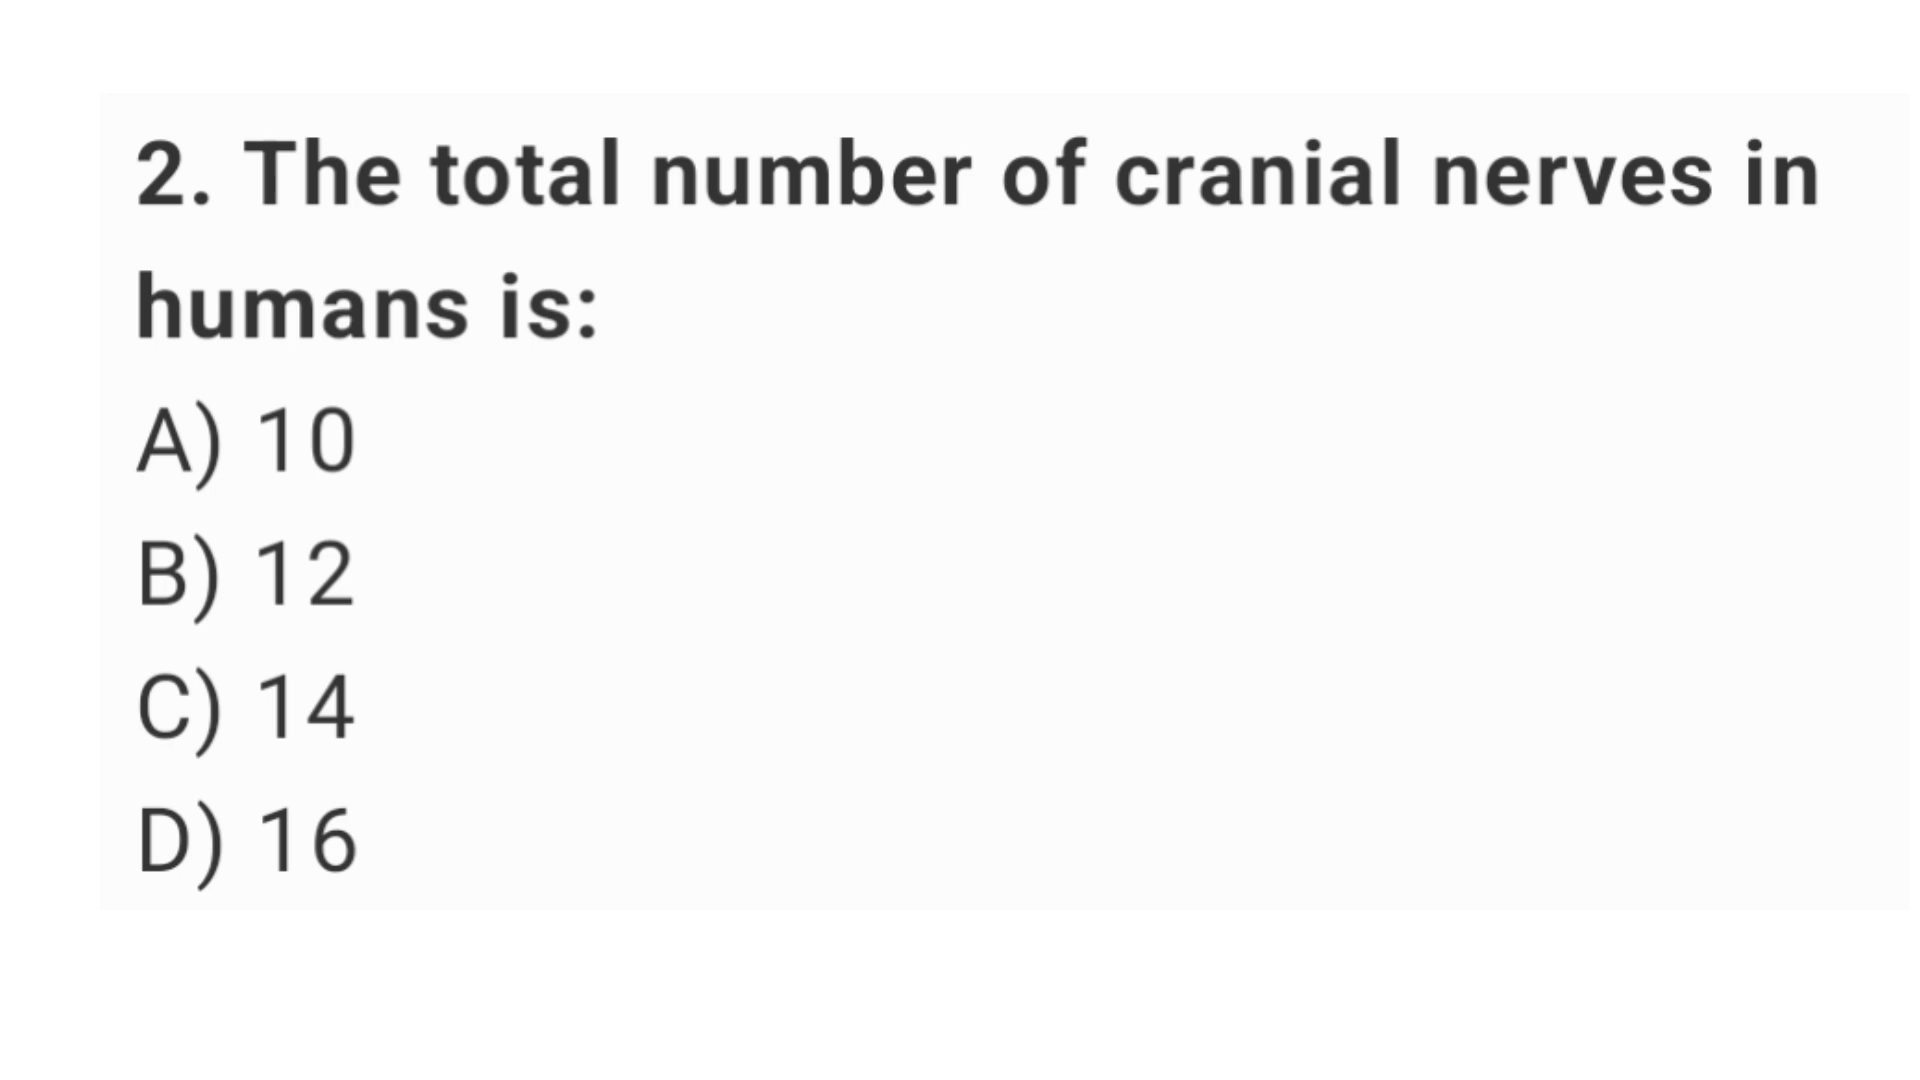 2. The total number of cranial nerves in
humans is:
A) 10
B) 12
C) 14
D) 16